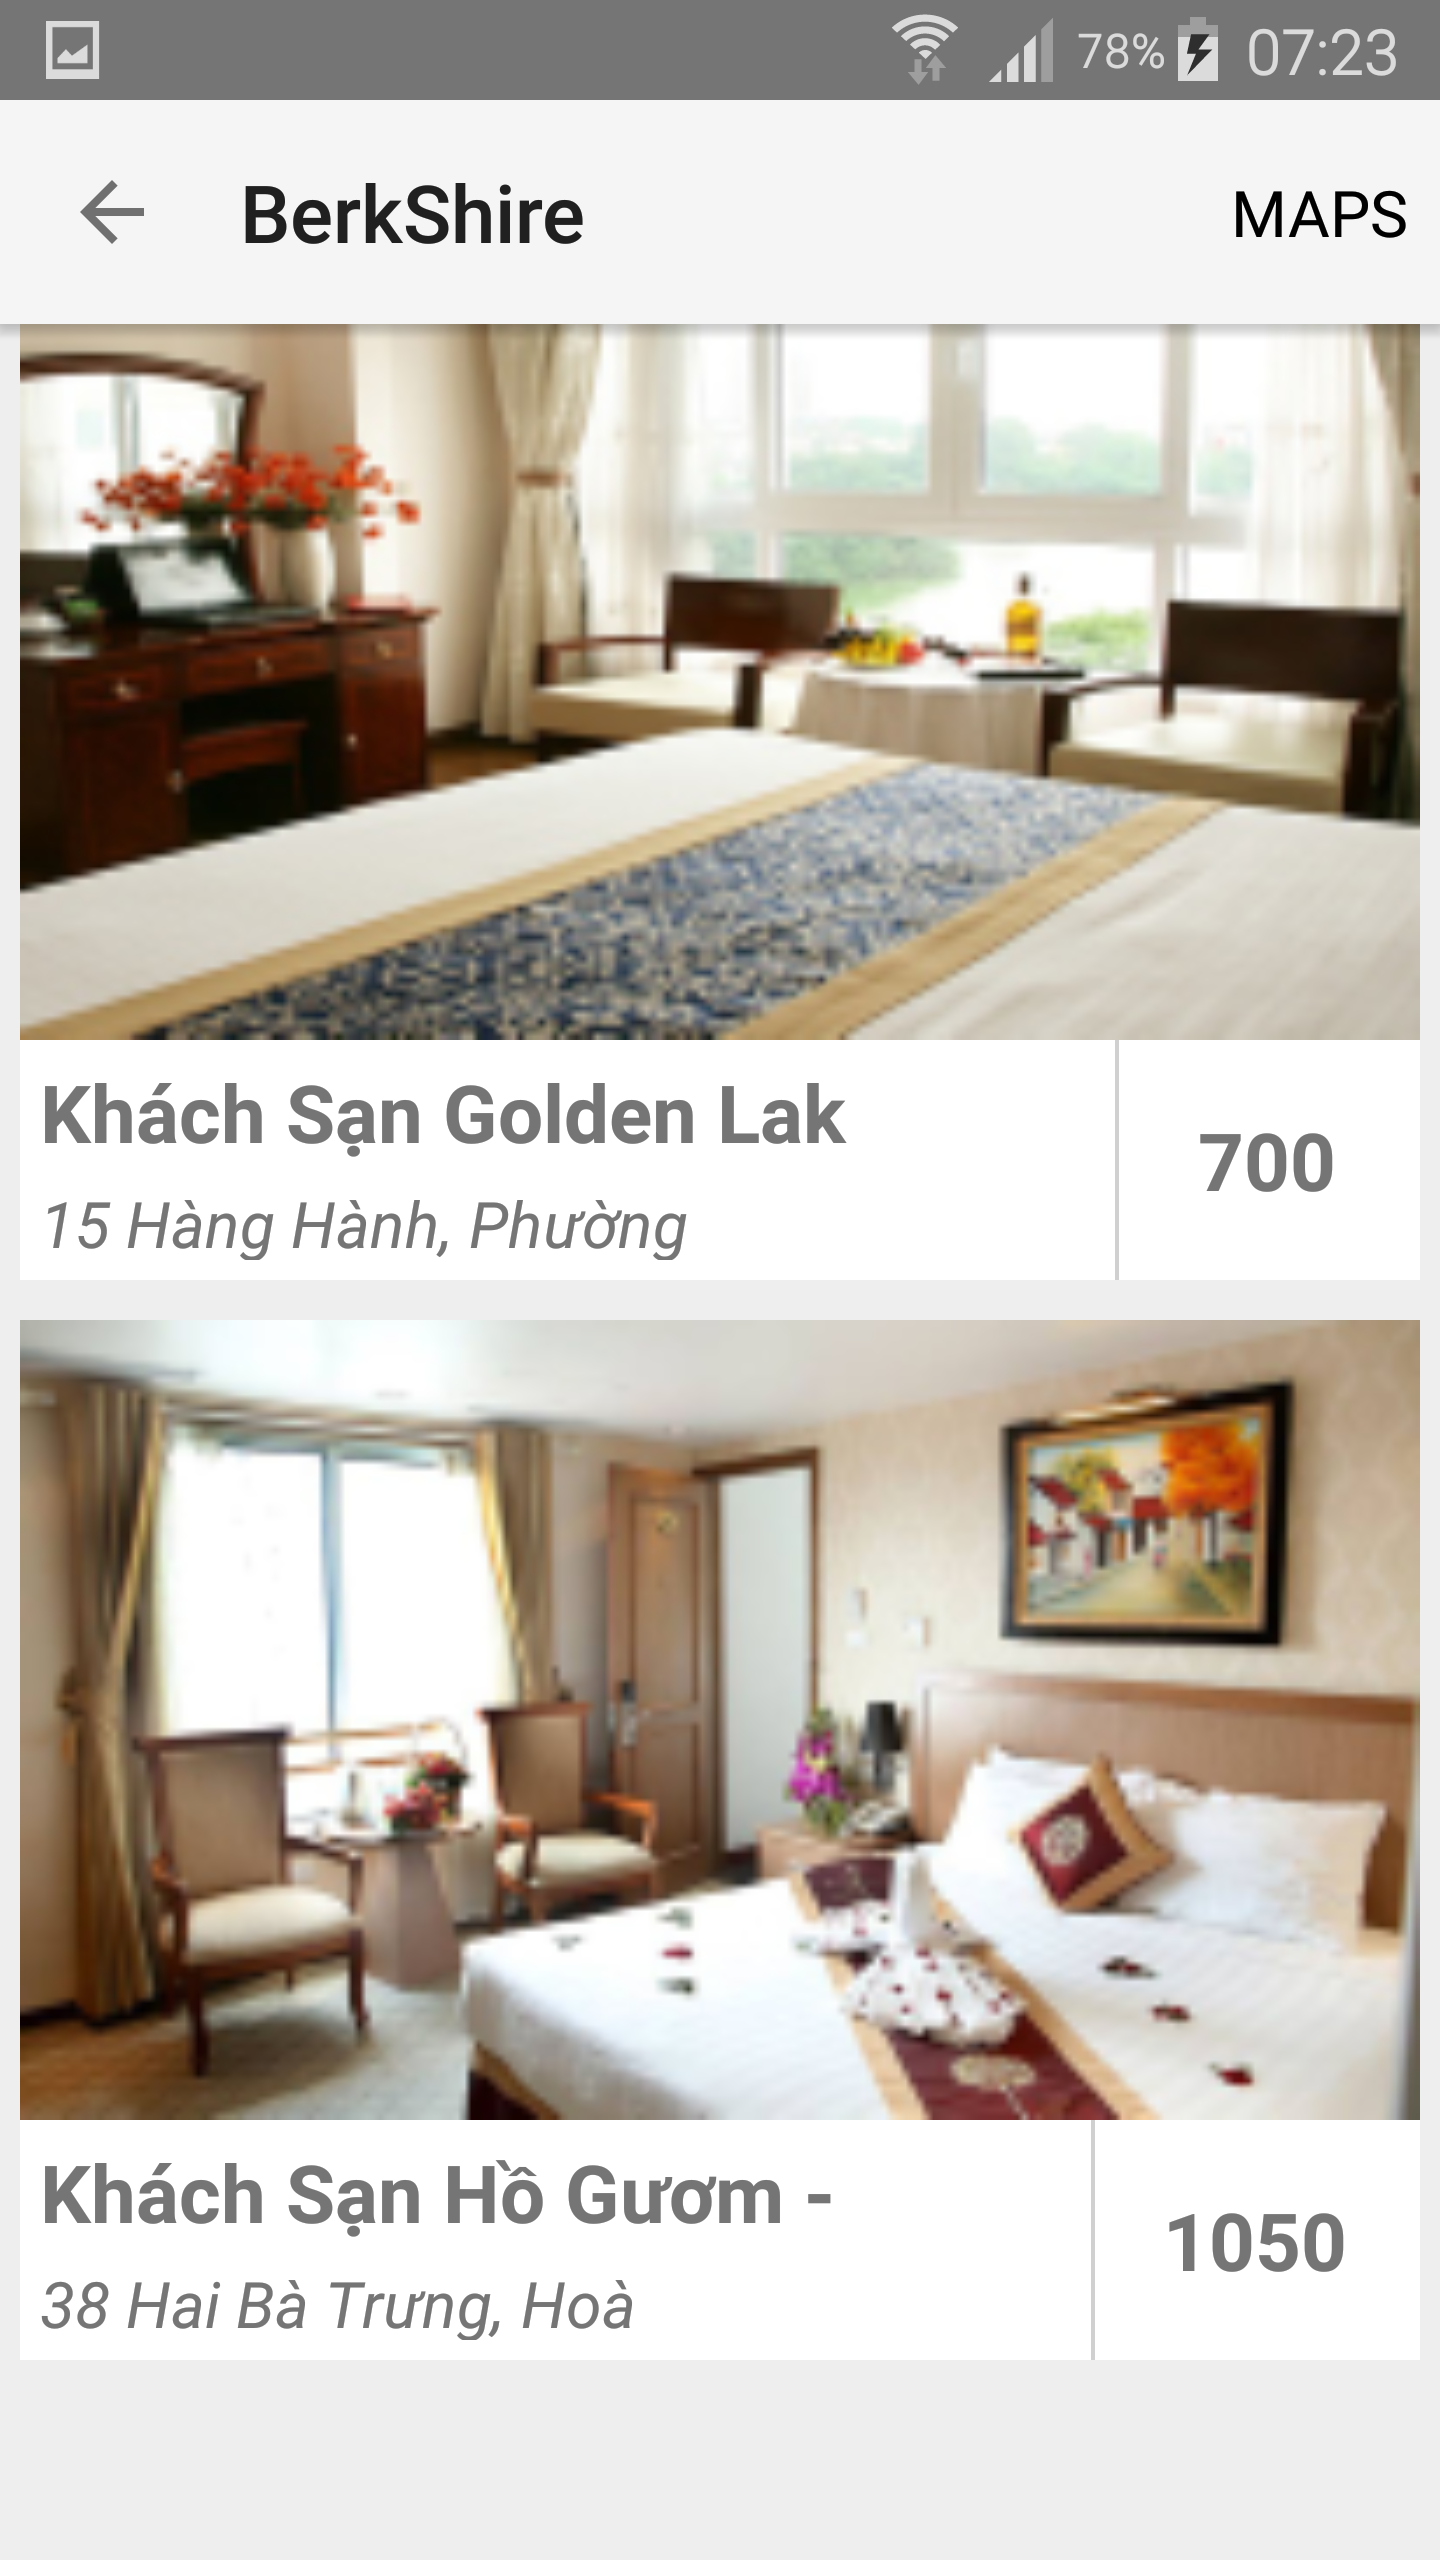 78% 07:23
BerkShire MAPS
Khách Sạn Golden Lak
15 Hàng Hành, Phường
700
Khách Sạn Hồ Gươm -
38 Hai Bà Trưng, Hoà
1050